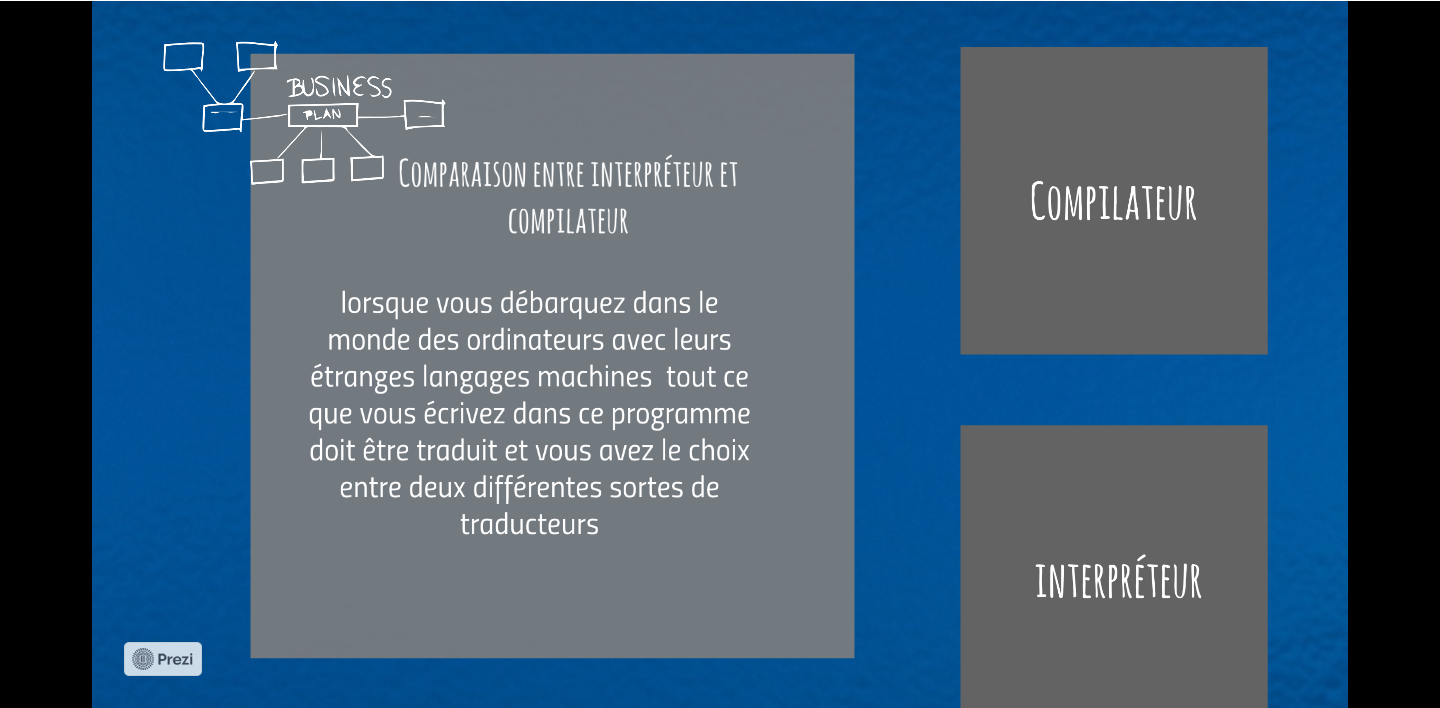 BUSINESS
PLAN
Comparaison entre interpréteur et
compilateur
lorsque vous débarquez dans le
monde des ordinateurs avec leurs
étranges langages machines  tout ce
que vous écrivez dans ce programme
doit être traduit et vous avez le choix
entre deux différentes sortes de
traducteurs
Compilateur
interpréteur
Prezi